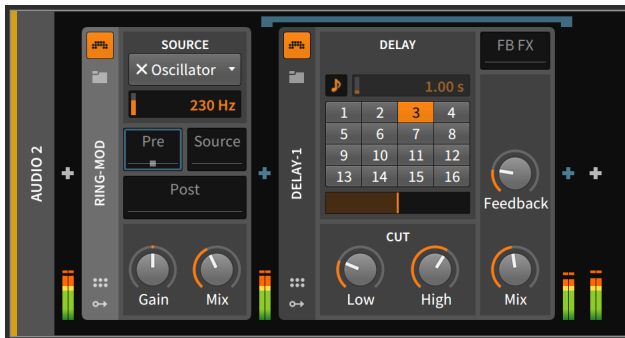 AUDIO 2
RING-MOD
SOURCE
Oscillator
230 Hz
Pre
Source
Post
Gain
Mix
DELAY-1
DELAY
1.00 s
1 2 3 4
5 6 7 8
9 10 11 12
13 14 15 16
CUT
Low
High
FB FX
Feedback
Mix